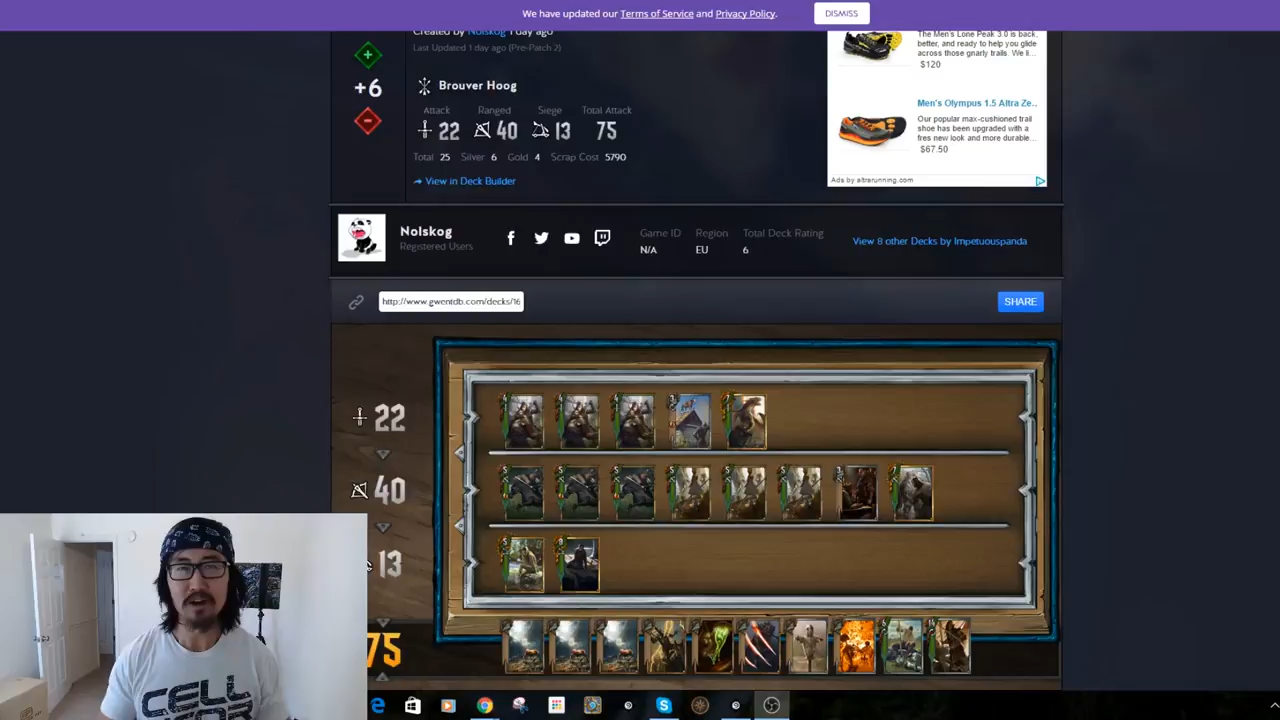 We have updated our Terms of Service and Privacy Policy.
DISMISS
Created by Nolskog 1 day ago
Last Updated 1 day ago (Pre-Patch 2)
+6
Brouver Hoog
Attack Ranged Siege Total Attack
22 40 13 75
Total 25 Silver 6 Gold 4 Scrap Cost 5790
View in Deck Builder
The Men's Lone Peak 3.0 is back,
better, and ready to help you glide
across those gnarly trails. We li...
$120
Men's Olympus 1.5 Altra Ze..
Our popular max-cushioned trail
shoe has been upgraded with a
fres new look and more durable...
$67.50
Ads by altrarunning.com
Nolskog
Registered Users
Game ID Region Total Deck Rating
N/A EU 6
View 8 other Decks by Impetuouspanda
http://www.gwentdb.com/decks/16
SHARE
22
40
13
75
CELL